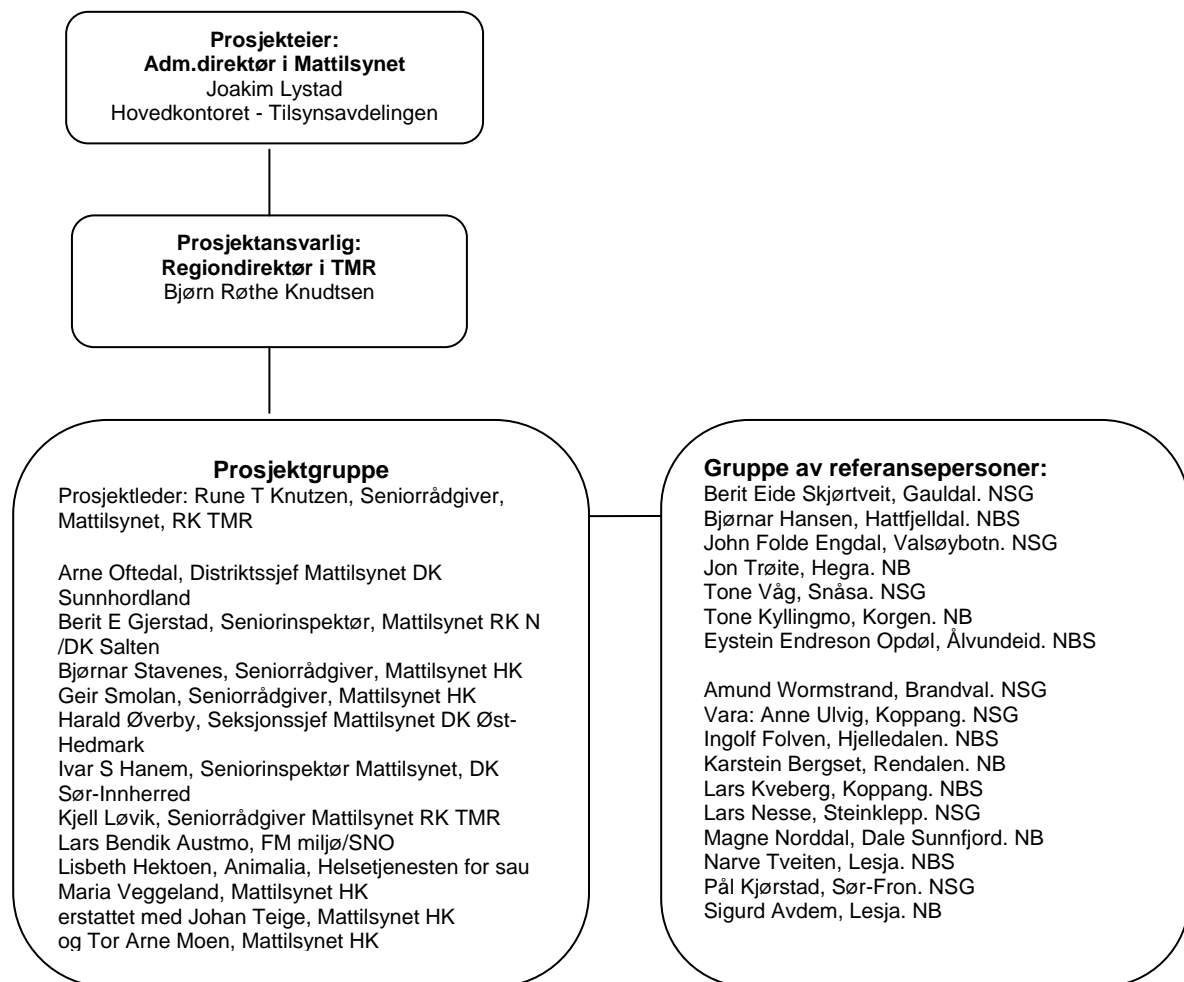 Prosjekteier:
Adm.direktør i Mattilsynet
Joakim Lystad
Hovedkontoret - Tilsynsavdelingen
Prosjektansvarlig:
Regiondirektør i TMR
Bjørn Røthe Knudtsen
Prosjektgruppe
Prosjektleder: Rune T Knutzen, Seniorrådgiver,
Mattilsynet, RK TMR
Arne Oftedal, Distriktssjef Mattilsynet DK
Sunnhordland
Berit E Gjerstad, Seniorinspektør, Mattilsynet RK N
/DK Salten
Bjørnar Stavenes, Seniorrådgiver, Mattilsynet HK
Geir Smolan, Seniorrådgiver, Mattilsynet HK
Harald Øverby, Seksjonssjef Mattilsynet DK Øst-
Hedmark
Ivar S Hanem, Seniorinspektør Mattilsynet, DK
Sør-Innherred
Kjell Løvik, Seniorrådgiver Mattilsynet RK TMR
Lars Bendik Austmo, FM miljø/SNO
Lisbeth Hektoen, Animalia, Helsetjenesten for sau
Maria Veggeland, Mattilsynet HK
erstattet med Johan Teige, Mattilsynet HK
og Tor Arne Moen, Mattilsynet HK
Gruppe av referansepersoner:
Berit Eide Skjørtveit, Gauldal. NSG
Bjørnar Hansen, Hattfjelldal. NBS
John Folde Engdal, Valsøybotn. NSG
Jon Trøite, Hegra. NB
Tone Våg, Snåsa. NSG
Tone Kyllingmo, Korgen. NB
Eystein Endreson Opdøl, Ålvundeid. NBS
Amund Wormstrand, Brandval. NSG
Vara: Anne Ulvig, Koppang. NSG
Ingolf Folven, Hjelledalen. NBS
Karstein Bergset, Rendalen. NB
Lars Kveberg, Koppang. NBS
Lars Nesse, Steinklepp. NSG
Magne Norddal, Dale Sunnfjord. NB
Narve Tveiten, Lesja. NBS
Pål Kjørstad, Sør-Fron. NSG
Sigurd Avdem, Lesja. NB